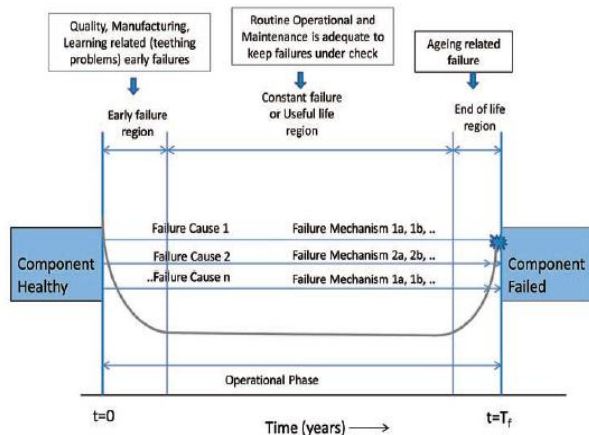 Quality, Manufacturing,
Learning related (teething
problems) early failures
Routine Operational and
Maintenance is adequate to
keep failures under check
Ageing related
failure
Early failure
region
Constant failure
or Useful life
region
End of life
region
Failure Cause 1
Failure Mechanism 1a, 1b, ..
Failure Cause 2
Failure Mechanism 2a, 2b, ..
..Failure Cause n
Failure Mechanism 1a, 1b, ..
Component
Healthy
Component
Failed
Operational Phase
t=0
Time (years)
t=Tf